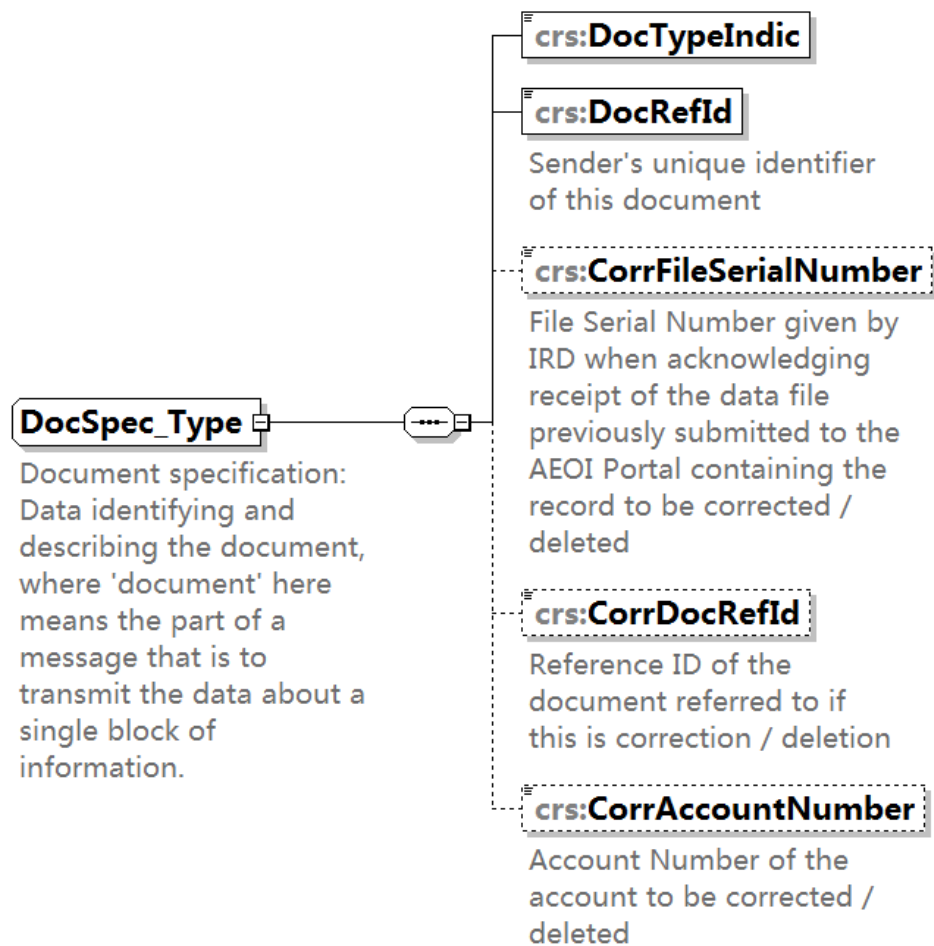 crs:DocTypeIndic
crs:DocRefId
Sender's unique identifier
of this document
crs:CorrFileSerialNumber
File Serial Number given by
IRD when acknowledging
receipt of the data file
previously submitted to the
AEOI Portal containing the
record to be corrected /
deleted
DocSpec_Type
Document specification:
Data identifying and
describing the document,
where 'document' here
means the part of a
message that is to
transmit the data about a
single block of
information.
crs:CorrDocRefId
Reference ID of the
document referred to if
this is correction / deletion
crs:CorrAccountNumber
Account Number of the
account to be corrected /
deleted